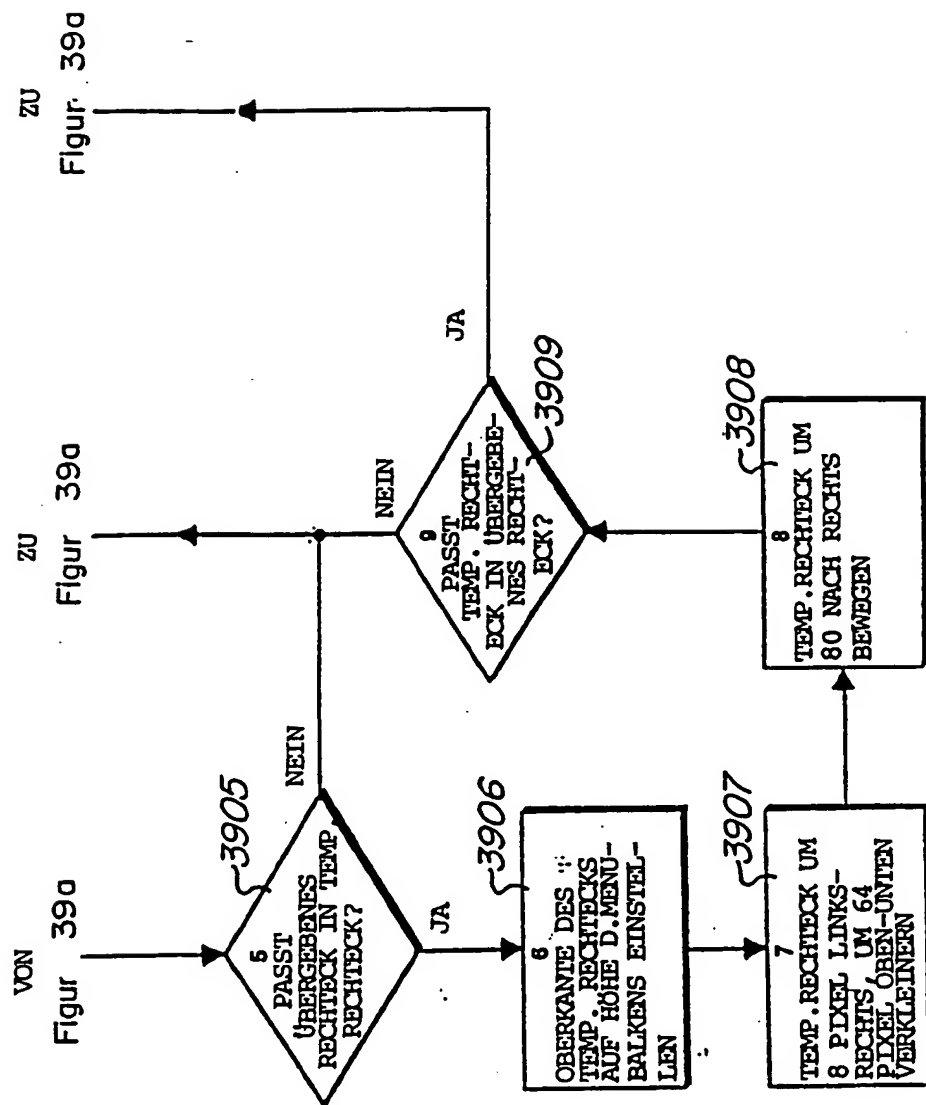 VON
Figur 39a
ZU
Figur 39a
ZU
Figur 39a
5
PASST
ÜBERGEBENES
RECHTECK IN TEMP
RECHTECK?
3905
NEIN
JA
6
OBERKANTE DES
TEMP. RECHTECKS
AUF HÖHE D.MENU-
BALKENS EINSTEL-
LEN
3906
7
TEMP.RECHTECK UM
8 PIXEL LINKS-
RECHTS, UM 64
PIXEL OBEN-UNTEN
VERKLEINERN
3907
8
TEMP.RECHTECK UM
80 NACH RECHTS
BEWEGEN
3908
9
PASST
TEMP. RECHT-
ECK IN ÜBERGEBE-
NES RECHT-
ECK?
3909
NEIN
JA